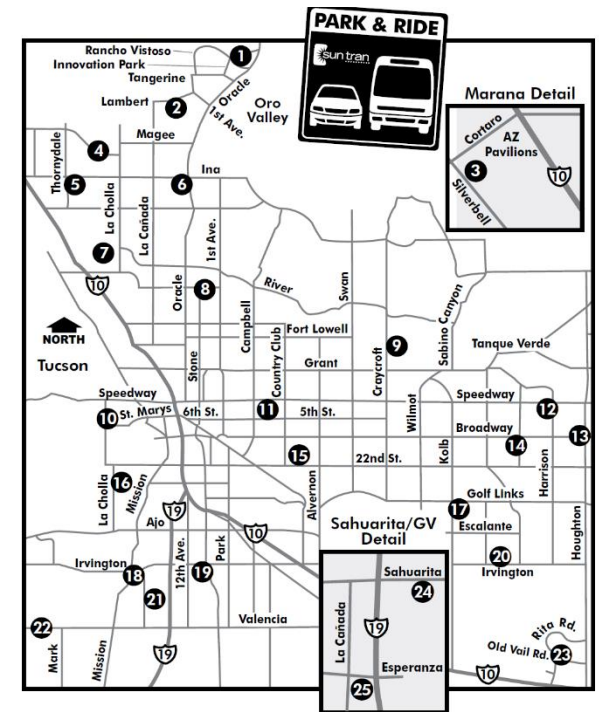 PARK & RIDE
sun tran
Rancho Vistoso
Innovation Park
Tangerine
1
Oracle
Lambert
2
1st Ave.
Oro
Valley
Marana Detail
Cortaro
AZ
Pavilions
3
10
Silverbell
Magee
4
Thornydale
5
Ina
6
La Cholla
La Cañada
1st Ave.
7
10
Oracle
8
River
Swan
Sabino Canyon
NORTH
Tucson
Stone
Campbell
Country Club
Fort Lowell
9
Tanque Verde
Grant
Craycroft
Speedway
10
St. Marys
6th St.
11
5th St.
Wilmot
Speedway
12
Kolb
Broadway
14
13
Harrison
15
22nd St.
16
La Cholla
Mission
Alvernon
Golf Links
17
Houghton
19
Ajo
10
Park
12th Ave.
Sahuarita/GV
Detail
Escalante
20
Irvington
18
19
21
Irvington
Sahuarita
24
La Cañada
19
Valencia
22
Mark
Mission
19
Esperanza
25
10
Rita Rd.
Old Vail Rd.
23